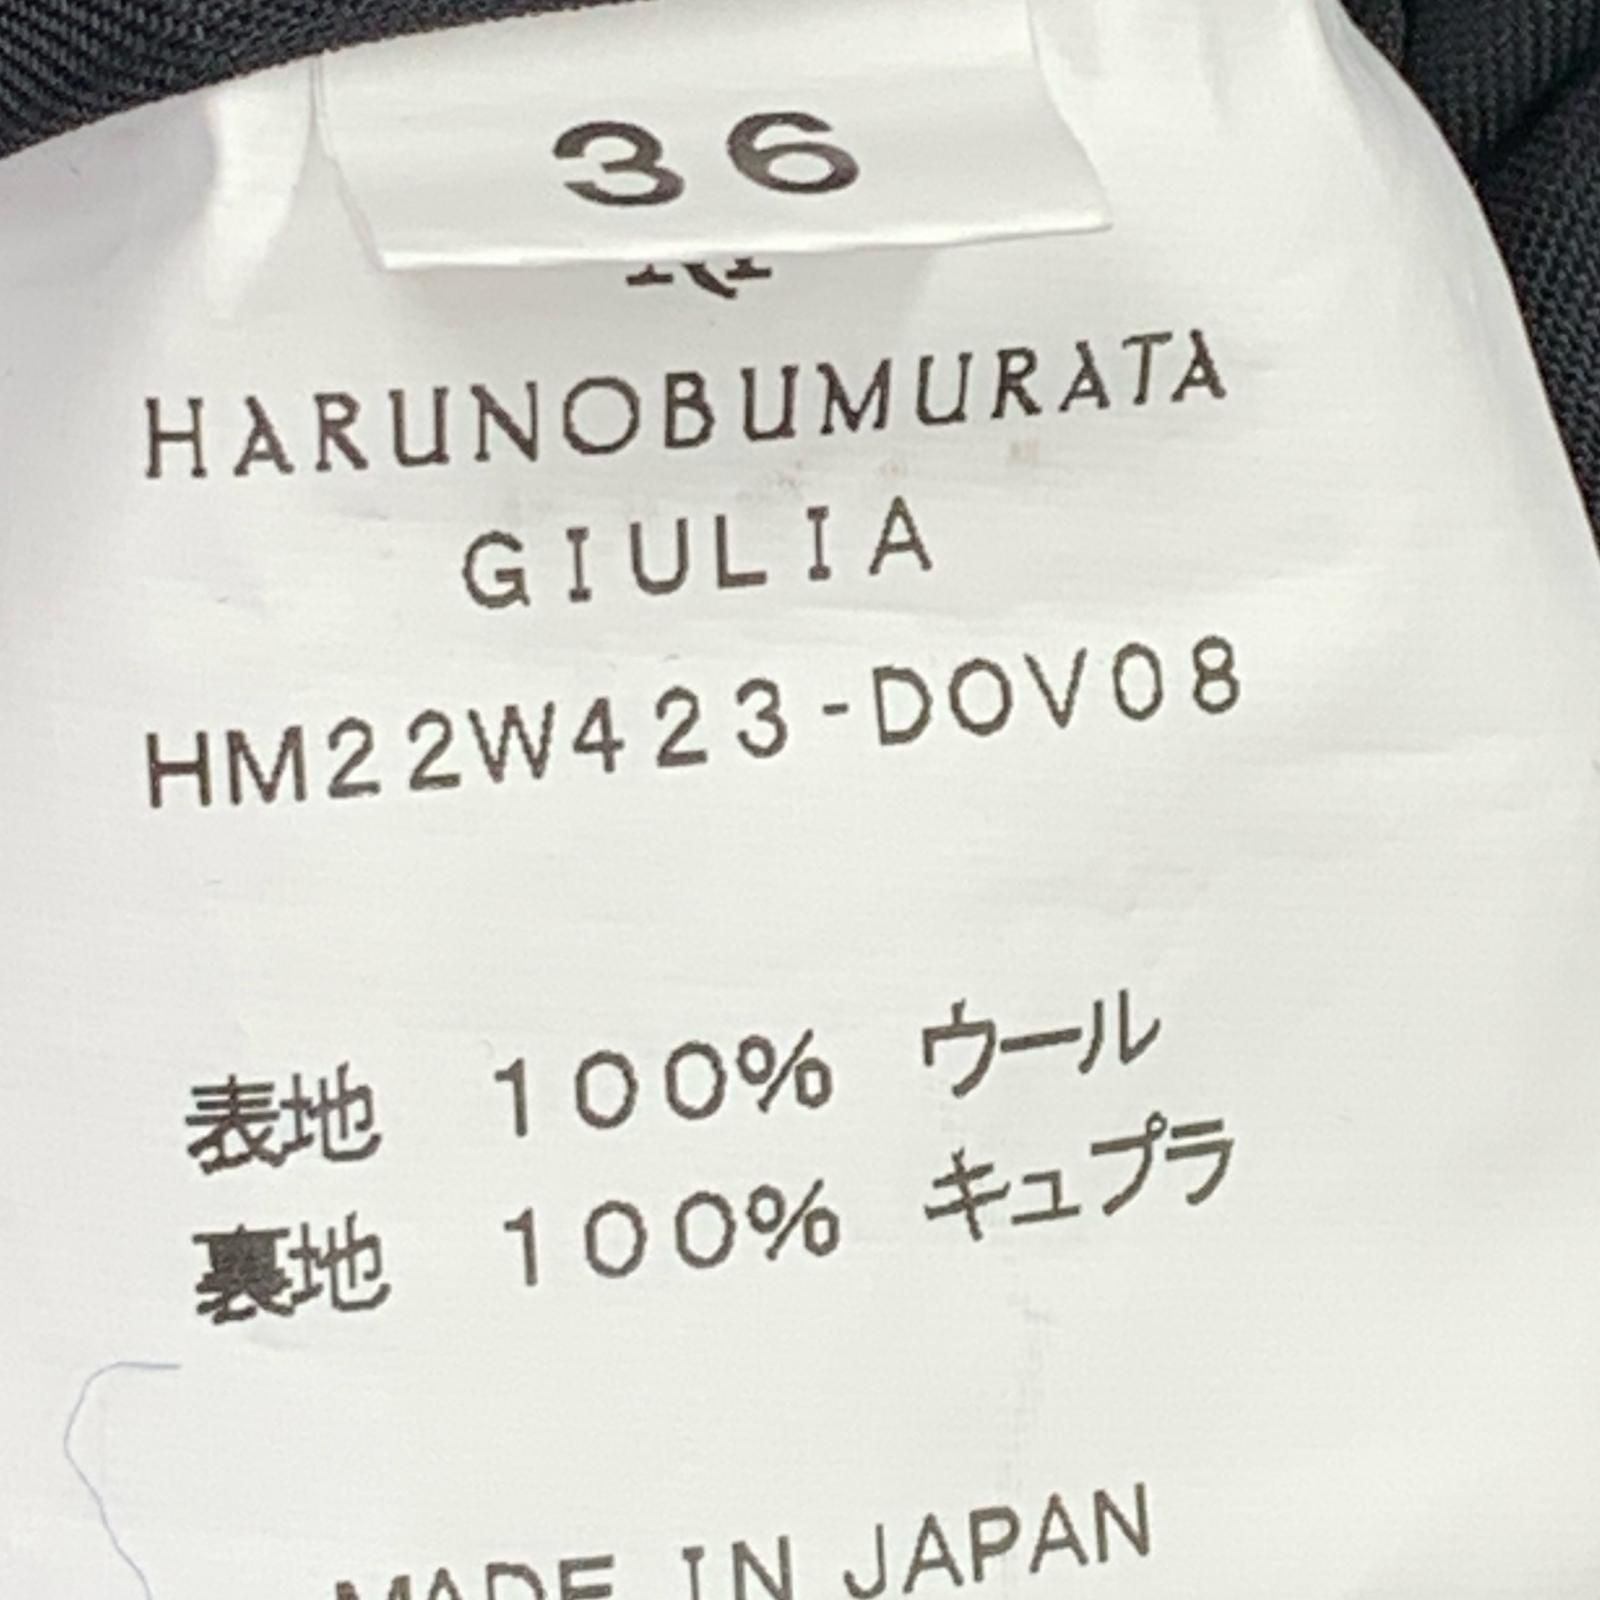 36
HARUNOBUMURATA
GIULIA
HM22W423-DOV08
表地 100% ウール
裏地 100% キュプラ
MADE IN JAPAN